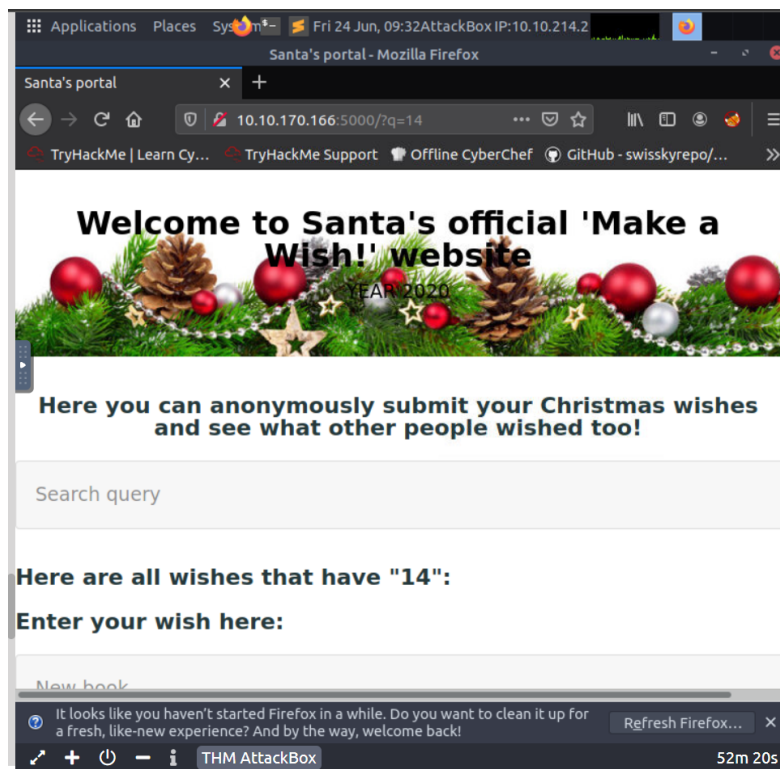 Applications Places System Fri 24 Jun, 09:32 AttackBox IP:10.10.214.2
Santa's portal - Mozilla Firefox
Santa's portal
10.10.170.166:5000/?q=14
TryHackMe | Learn Cy... TryHackMe Support Offline CyberChef GitHub - swisskyrepo/...
Welcome to Santa's official 'Make a
Wish!' website
YEAR 2020
Here you can anonymously submit your Christmas wishes
and see what other people wished too!
Search query
Here are all wishes that have "14":
Enter your wish here:
New book
It looks like you haven't started Firefox in a while. Do you want to clean it up for
a fresh, like-new experience? And by the way, welcome back!
Refresh Firefox...
THM AttackBox
52m 20s